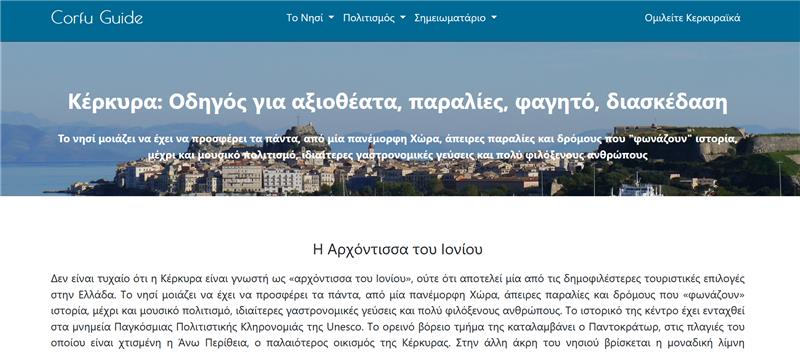 Corfu Guide
Το Νησί Πολιτισμός Σημειωματάριο Ομιλείτε Κερκυραϊκά
Κέρκυρα: Οδηγός για αξιοθέατα, παραλίες, φαγητό, διασκέδαση
Το νησί μοιάζει να έχει να προσφέρει τα πάντα, από μία πανέμορφη Χώρα, άπειρες παραλίες και δρόμους που "φωνάζουν" ιστορία,
μέχρι και μουσικό πολιτισμό, ιδιαίτερες γαστρονομικές γεύσεις και πολύ φιλόξενους ανθρώπους
Η Αρχόντισσα του Ιονίου
Δεν είναι τυχαίο ότι η Κέρκυρα είναι γνωστή ως «αρχόντισσα του Ιονίου», ούτε ότι αποτελεί μία από τις δημοφιλέστερες τουριστικές επιλογές
στην Ελλάδα. Το νησί μοιάζει να έχει να προσφέρει τα πάντα, από μία πανέμορφη Χώρα, άπειρες παραλίες και δρόμους που «φωνάζουν»
ιστορία, μέχρι και μουσικό πολιτισμό, ιδιαίτερες γαστρονομικές γεύσεις και πολύ φιλόξενους ανθρώπους. Το ιστορικό της κέντρο έχει ενταχθεί
στα μνημεία Παγκόσμιας Πολιτιστικής Κληρονομιάς της Unesco. Το ορεινό βόρειο τμήμα της καταλαμβάνει ο Παντοκράτωρ, στις πλαγιές του
οποίου είναι χτισμένη η Άνω Περίθεια, ο παλαιότερος οικισμός της Κέρκυρας. Στην άλλη άκρη του νησιού βρίσκεται η μοναδική λίμνη